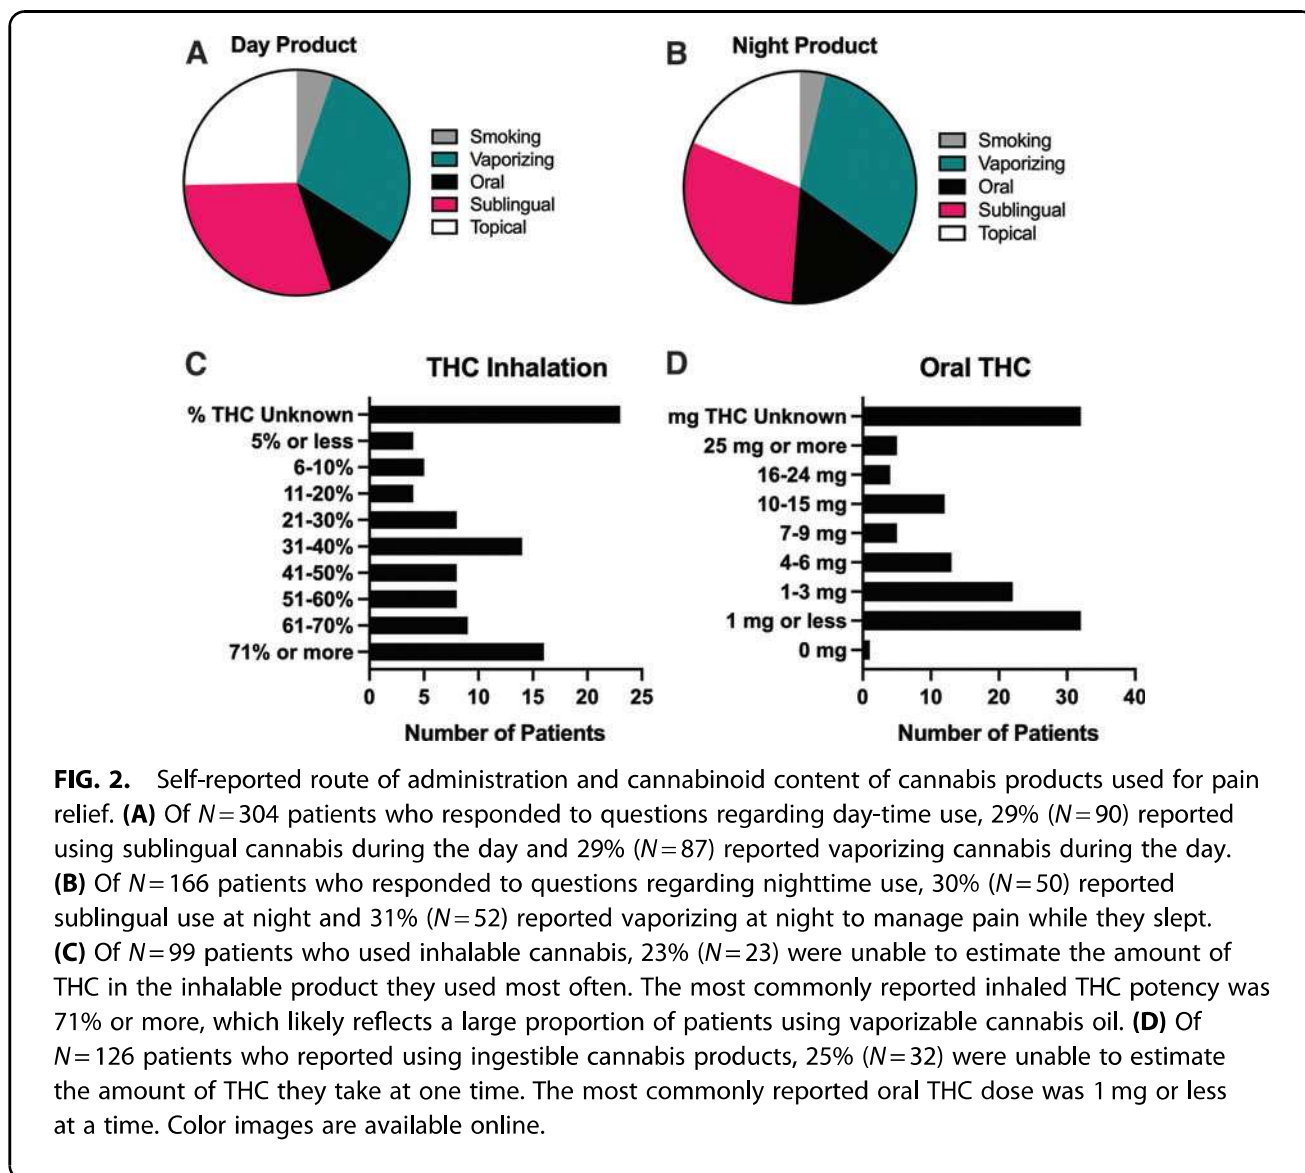 A Day Product
Smoking
Vaporizing
Oral
Sublingual
Topical
B Night Product
Smoking
Vaporizing
Oral
Sublingual
Topical
C THC Inhalation
% THC Unknown
5% or less
6-10%
11-20%
21-30%
31-40%
41-50%
51-60%
61-70%
71% or more
0 5 10 15 20 25
Number of Patients
D Oral THC
mg THC Unknown
25 mg or more
16-24 mg
10-15 mg
7-9 mg
4-6 mg
1-3 mg
1 mg or less
0 mg
0 10 20 30 40
Number of Patients
FIG. 2. Self-reported route of administration and cannabinoid content of cannabis products used for pain
relief. (A) Of N=304 patients who responded to questions regarding day-time use, 29% (N=90) reported
using sublingual cannabis during the day and 29% (N=87) reported vaporizing cannabis during the day.
(B) Of N=166 patients who responded to questions regarding nighttime use, 30% (N=50) reported
sublingual use at night and 31% (N=52) reported vaporizing at night to manage pain while they slept.
(C) Of N=99 patients who used inhalable cannabis, 23% (N=23) were unable to estimate the amount of
THC in the inhalable product they used most often. The most commonly reported inhaled THC potency was
71% or more, which likely reflects a large proportion of patients using vaporizable cannabis oil. (D) Of
N=126 patients who reported using ingestible cannabis products, 25% (N=32) were unable to estimate
the amount of THC they take at one time. The most commonly reported oral THC dose was 1 mg or less
at a time. Color images are available online.